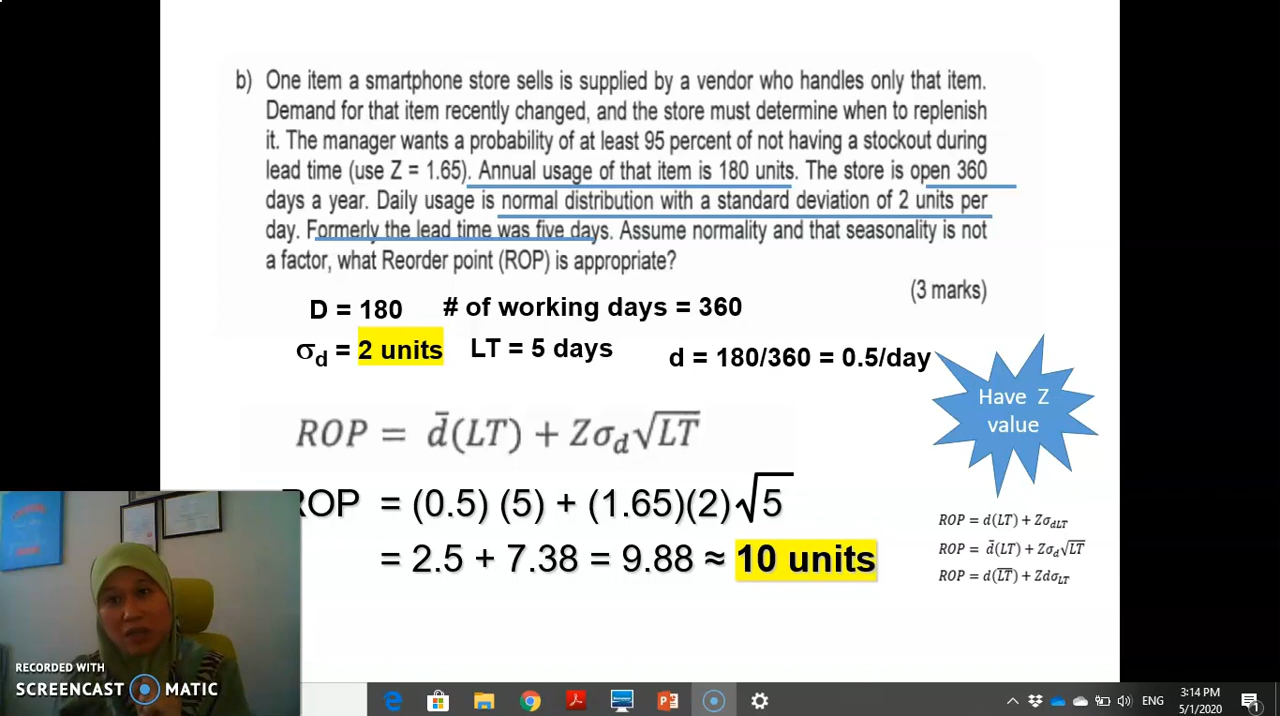 b) One item a smartphone store sells is supplied by a vendor who handles only that item.
Demand for that item recently changed, and the store must determine when to replenish
it. The manager wants a probability of at least 95 percent of not having a stockout during
lead time (use Z = 1.65). Annual usage of that item is 180 units. The store is open 360
days a year. Daily usage is normal distribution with a standard deviation of 2 units per
day. Formerly the lead time was five days. Assume normality and that seasonality is not
a factor, what Reorder point (ROP) is appropriate?
(3 marks)
D = 180 # of working days = 360
σd = 2 units LT = 5 days d = 180/360 = 0.5/day
Have Z
value
ROP = d̄(LT) + Zσd√LT
ROP = (0.5) (5) + (1.65)(2)√5
= 2.5 + 7.38 = 9.88 ≈ 10 units
ROP = d(LT) + ZσdLT
ROP = d̄(LT) + Zσd√LT
ROP = d(L̅T̅) + ZdσLT
RECORDED WITH
SCREENCAST MATIC
ENG
3:14 PM
5/1/2020
1